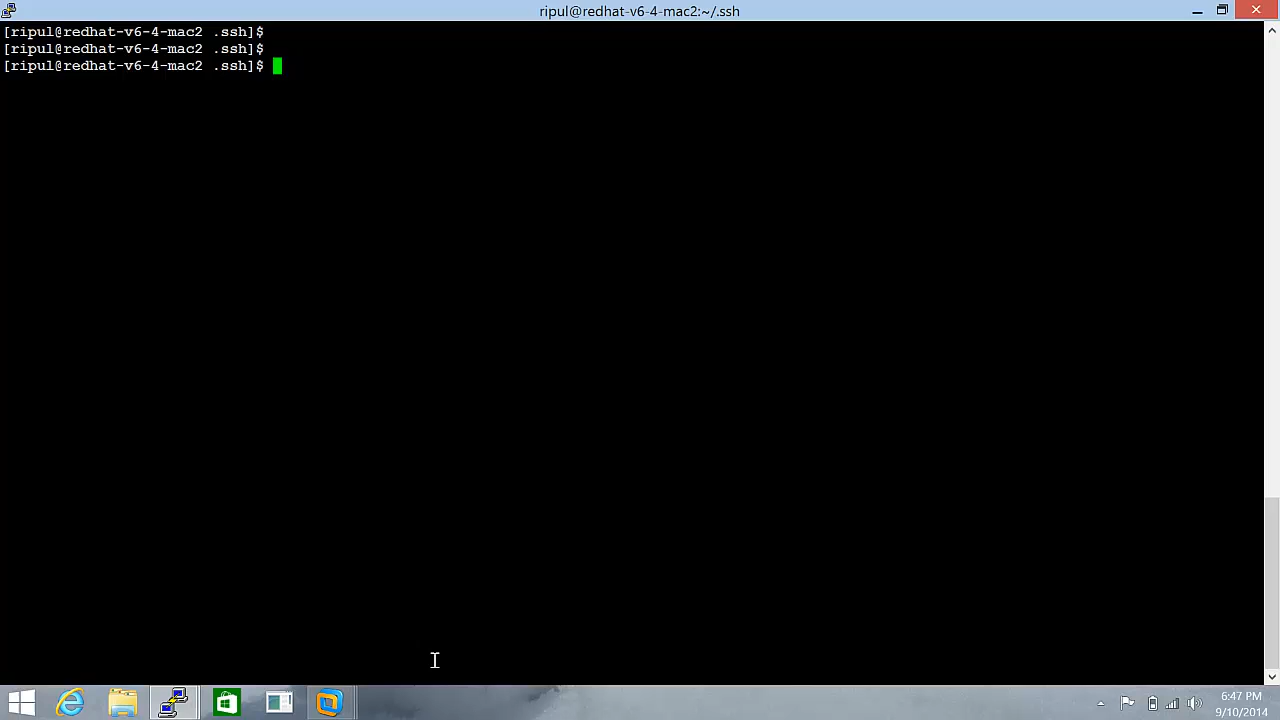 ripul@redhat-v6-4-mac2:~/.ssh
[ripul@redhat-v6-4-mac2 .ssh]$
[ripul@redhat-v6-4-mac2 .ssh]$
[ripul@redhat-v6-4-mac2 .ssh]$
6:47 PM
9/10/2014